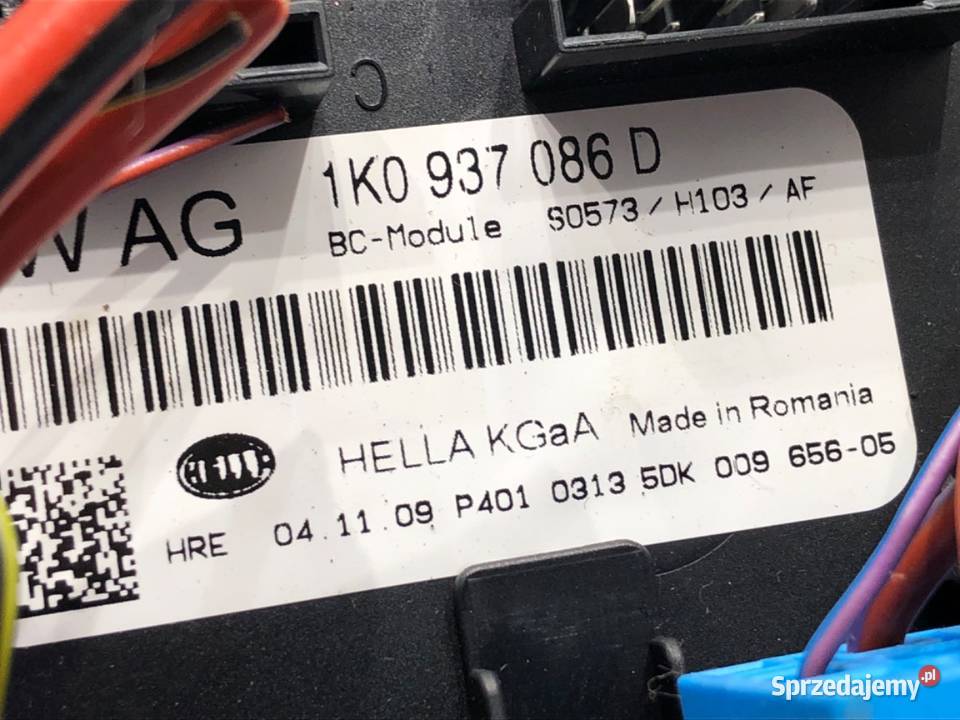 C
1K0 937 086 D
W AG
BC-Module S0573 / H103 / AF
HELLA KGaA Made in Romania
HRE 04.11.09 P401 0313 5DK 009 656-05
Sprzedajemy.pl